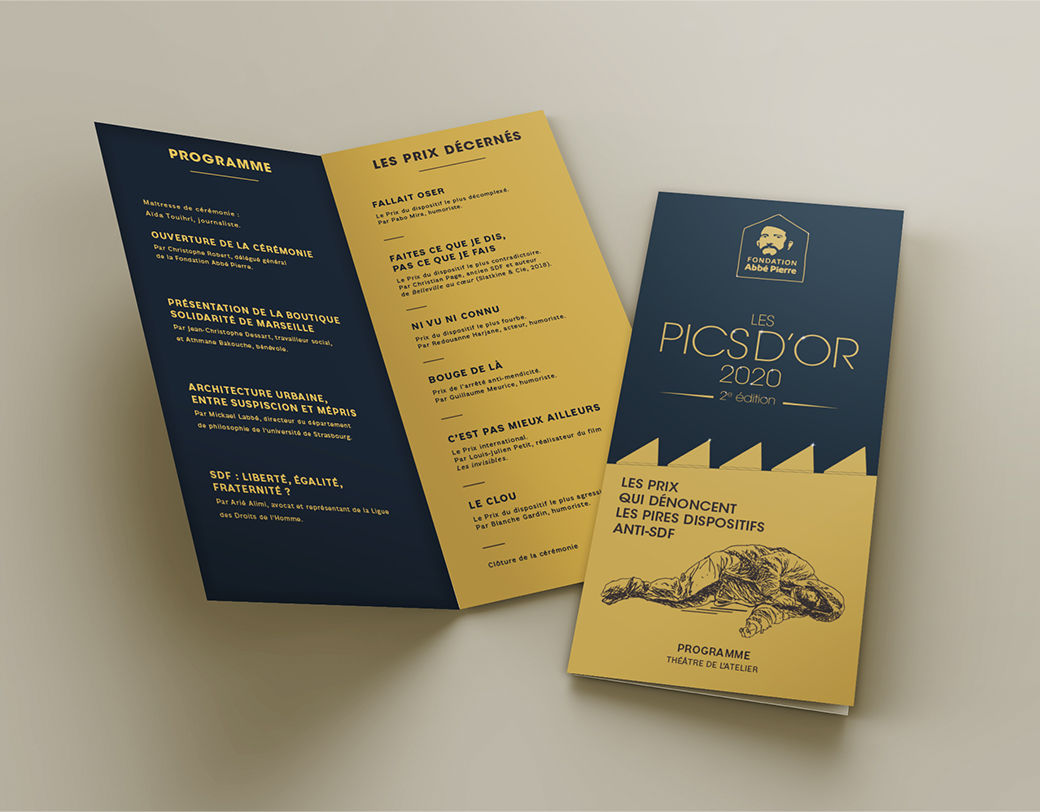 PROGRAMME
Maîtresse de cérémonie :
Aïda Touihri, journaliste.
OUVERTURE DE LA CÉRÉMONIE
Par Christophe Robert, délégué général
de la Fondation Abbé Pierre.
PRÉSENTATION DE LA BOUTIQUE
SOLIDARITÉ DE MARSEILLE
Par Jean-Christophe Dessart, travailleur social,
et Athmane Bakouche, bénévole.
ARCHITECTURE URBAINE,
ENTRE SUSPISCION ET MÉPRIS
Par Mickael Labbé, directeur du département
de philosophie de l'université de Strasbourg.
SDF : LIBERTÉ, ÉGALITÉ,
FRATERNITÉ ?
Par Arié Alimi, avocat et représentant de la Ligue
des Droits de l'Homme.
LES PRIX DÉCERNÉS
FALLAIT OSER
Le Prix du dispositif le plus décomplexé.
Par Pabo Mira, humoriste.
FAITES CE QUE JE DIS,
PAS CE QUE JE FAIS
Le Prix du dispositif le plus contradictoire.
Par Christian Page, ancien SDF et auteur
de Belleville au cœur (Slatkine & Cie, 2018).
NI VU NI CONNU
Prix du dispositif le plus fourbe.
Par Redouanne Harjane, acteur, humoriste.
BOUGE DE LÀ
Prix de l'arrêté anti-mendicité.
Par Guillaume Meurice, humoriste.
C'EST PAS MIEUX AILLEURS
Le Prix international.
Par Louis-Julien Petit, réalisateur du film
Les Invisibles.
LE CLOU
Le Prix du dispositif le plus agressi
Par Blanche Gardin, humoriste.
Clôture de la cérémonie
FONDATION
Abbé Pierre
LES
PICS D'OR
2020
2e édition
LES PRIX
QUI DÉNONCENT
LES PIRES DISPOSITIFS
ANTI-SDF
PROGRAMME
THÉÂTRE DE L'ATELIER